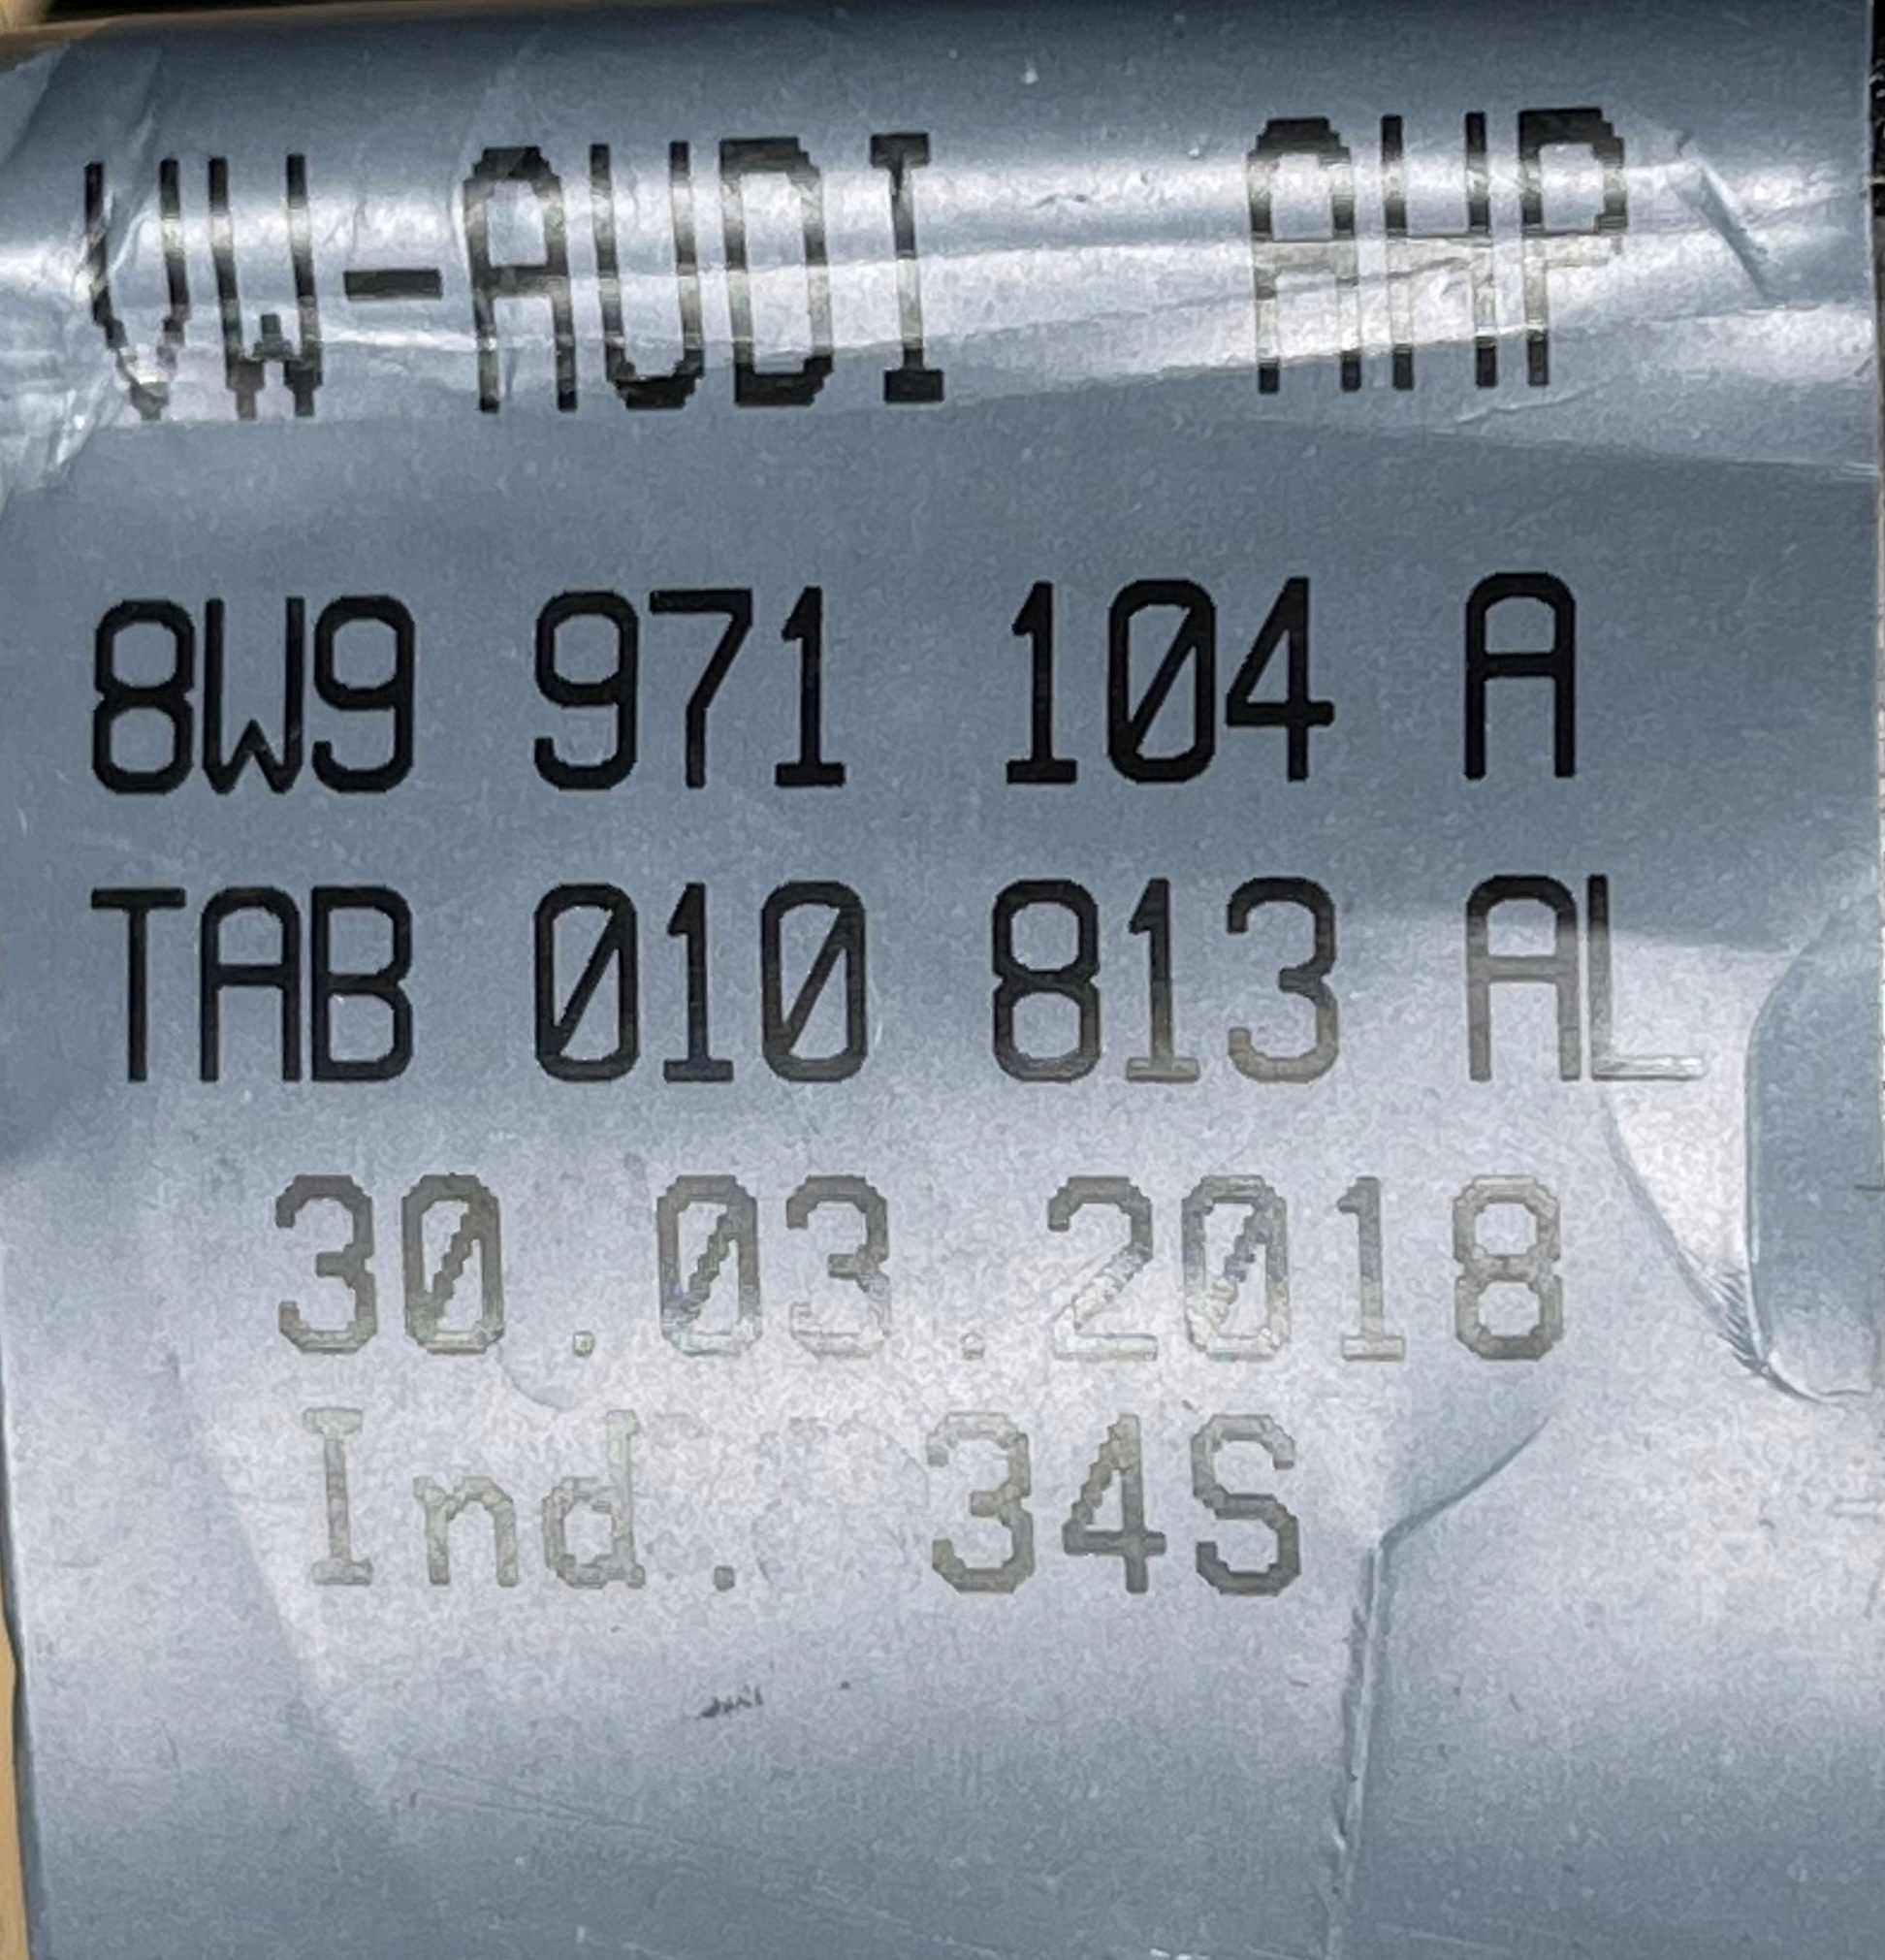 VW-AUDI AHP
8W9 971 104 A
TAB 010 813 AL
30.03.2018
Ind. 34S